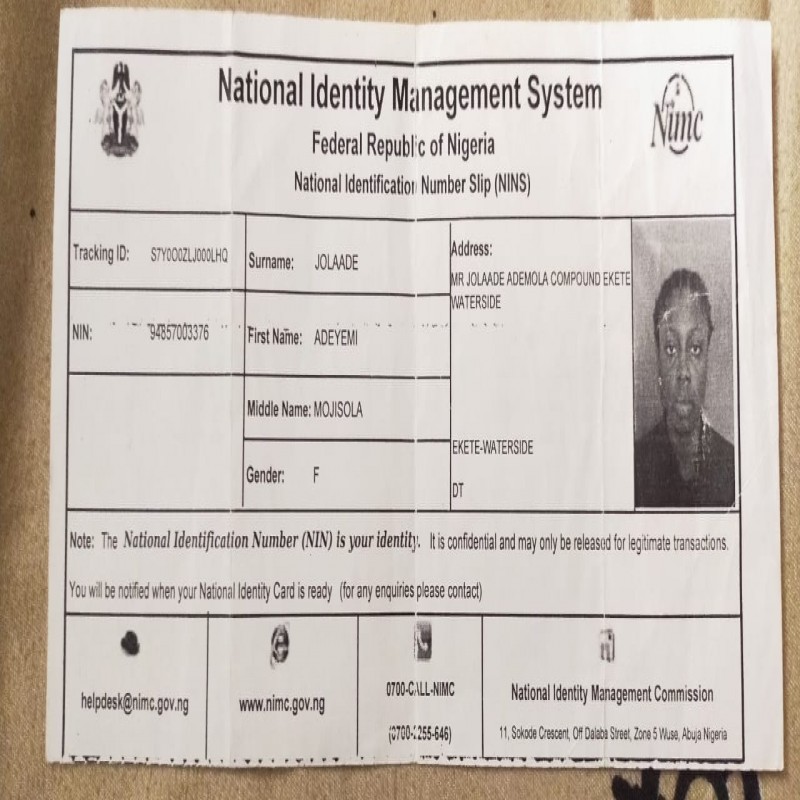 National Identity Management System
Federal Republic of Nigeria
National Identification Number Slip (NINS)
Nimc
Tracking ID: S7Y0O0ZLJ000LHQ
Surname: JOLAADE
Address:
MR JOLAADE ADEMOLA COMPOUND EKETE
WATERSIDE
NIN: 94857003376
First Name: ADEYEMI
Middle Name: MOJISOLA
Gender: F
EKETE-WATERSIDE
DT
Note: The National Identification Number (NIN) is your identity. It is confidential and may only be released for legitimate transactions.
You will be notified when your National Identity Card is ready (for any enquiries please contact)
helpdesk@nimc.gov.ng
www.nimc.gov.ng
0700-CALL-NIMC
(0700-2255-646)
National Identity Management Commission
11, Sokode Crescent, Off Dalaba Street, Zone 5 Wuse, Abuja Nigeria